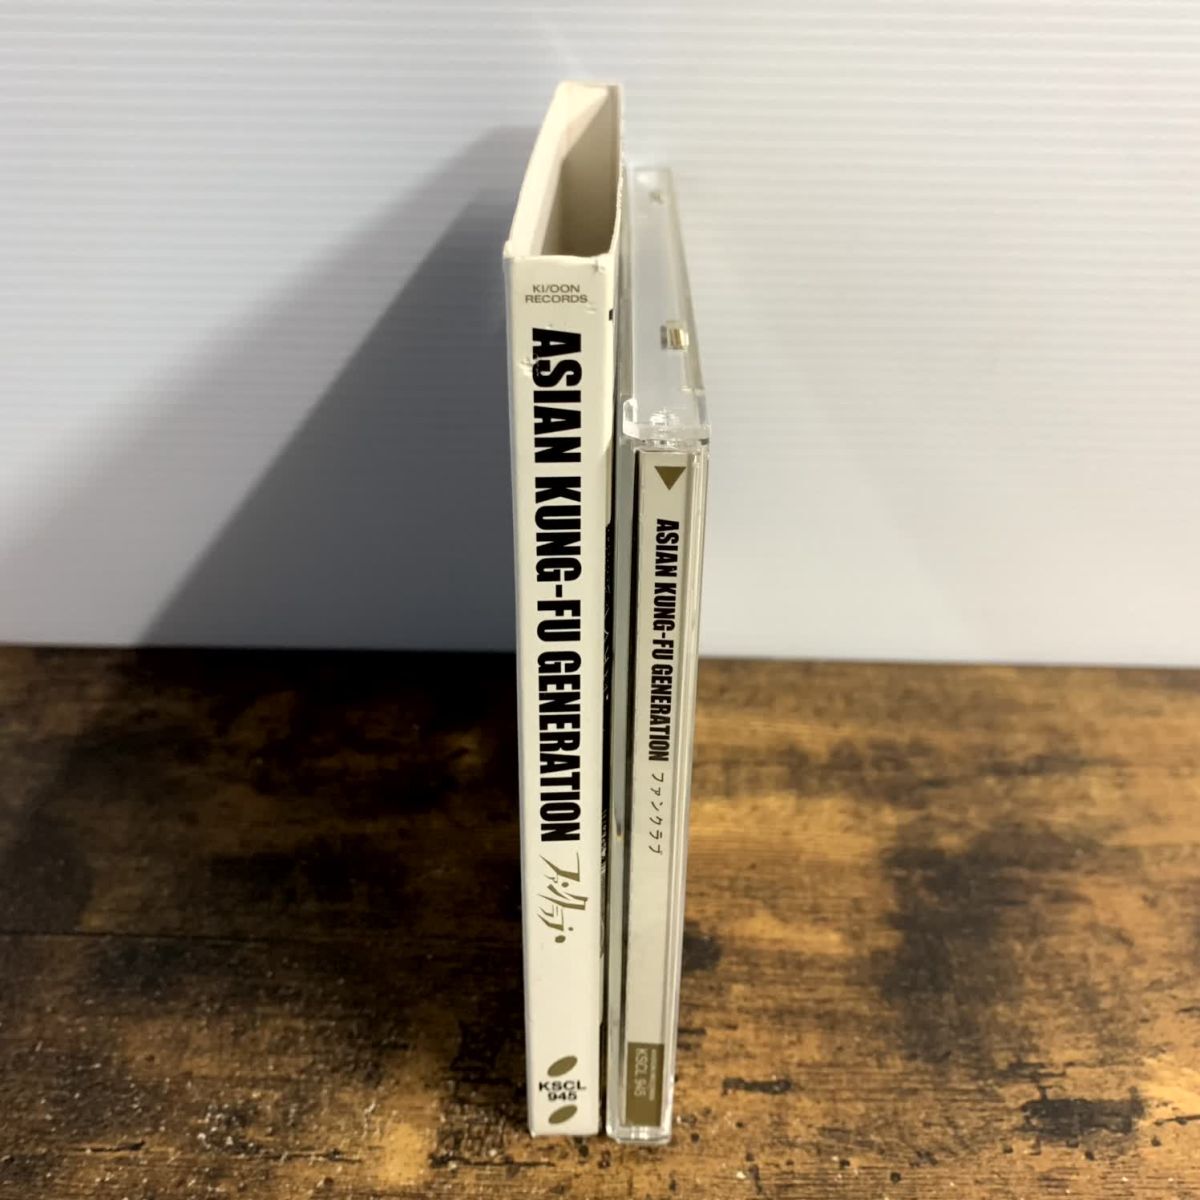 KI/OON
RECORDS
ASIAN KUNG-FU GENERATION
ファンクラブ
KSCL
945
ASIAN KUNG-FU GENERATION ファンクラブ
KSCL 945